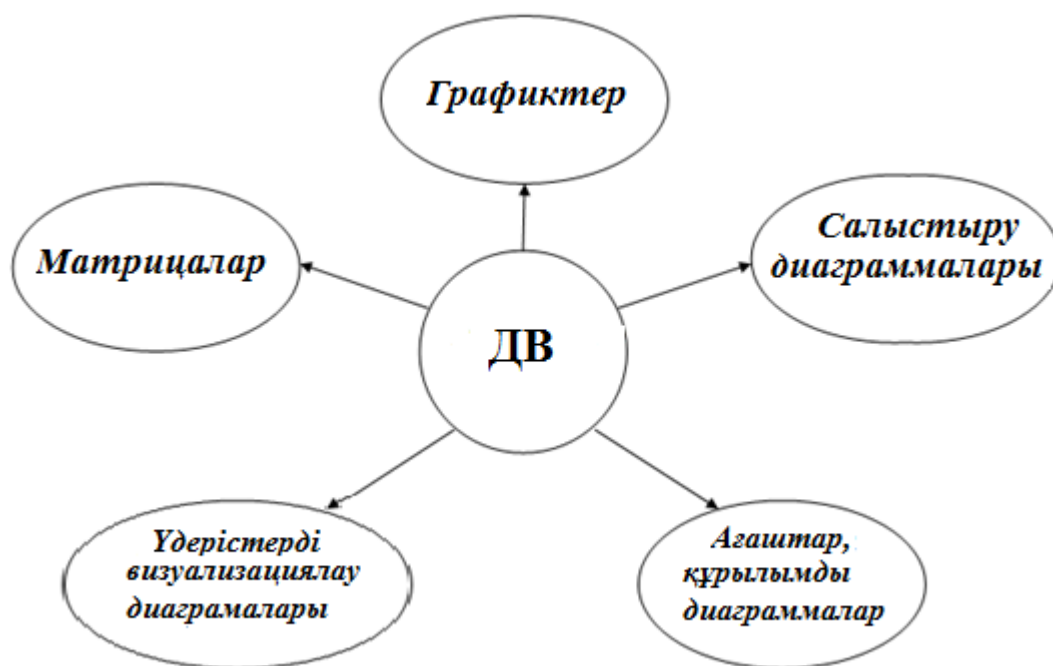 Графиктер
Матрицалар
Салыстыру
диаграммалары
ДВ
Үдерістерді
визуализациялау
диаграмалары
Ағаштар,
құрылымды
диаграммалар